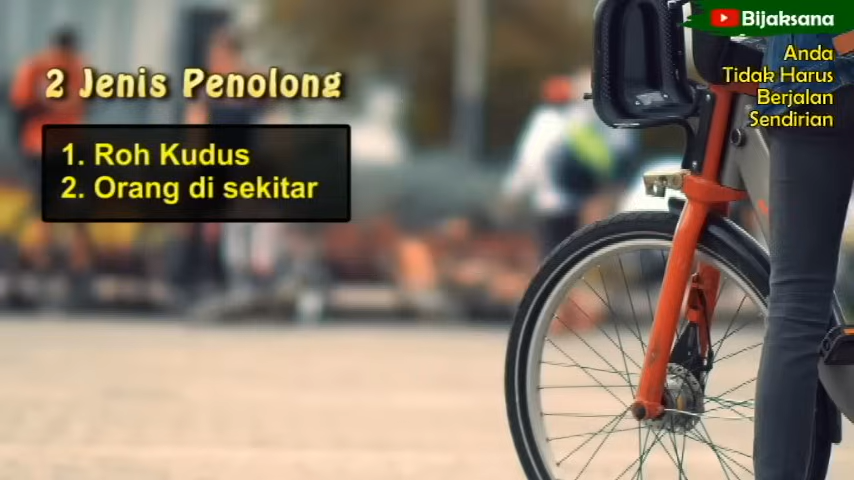 Bijaksana
Anda
Tidak Harus
Berjalan
Sendirian
2 Jenis Penolong
1. Roh Kudus
2. Orang di sekitar